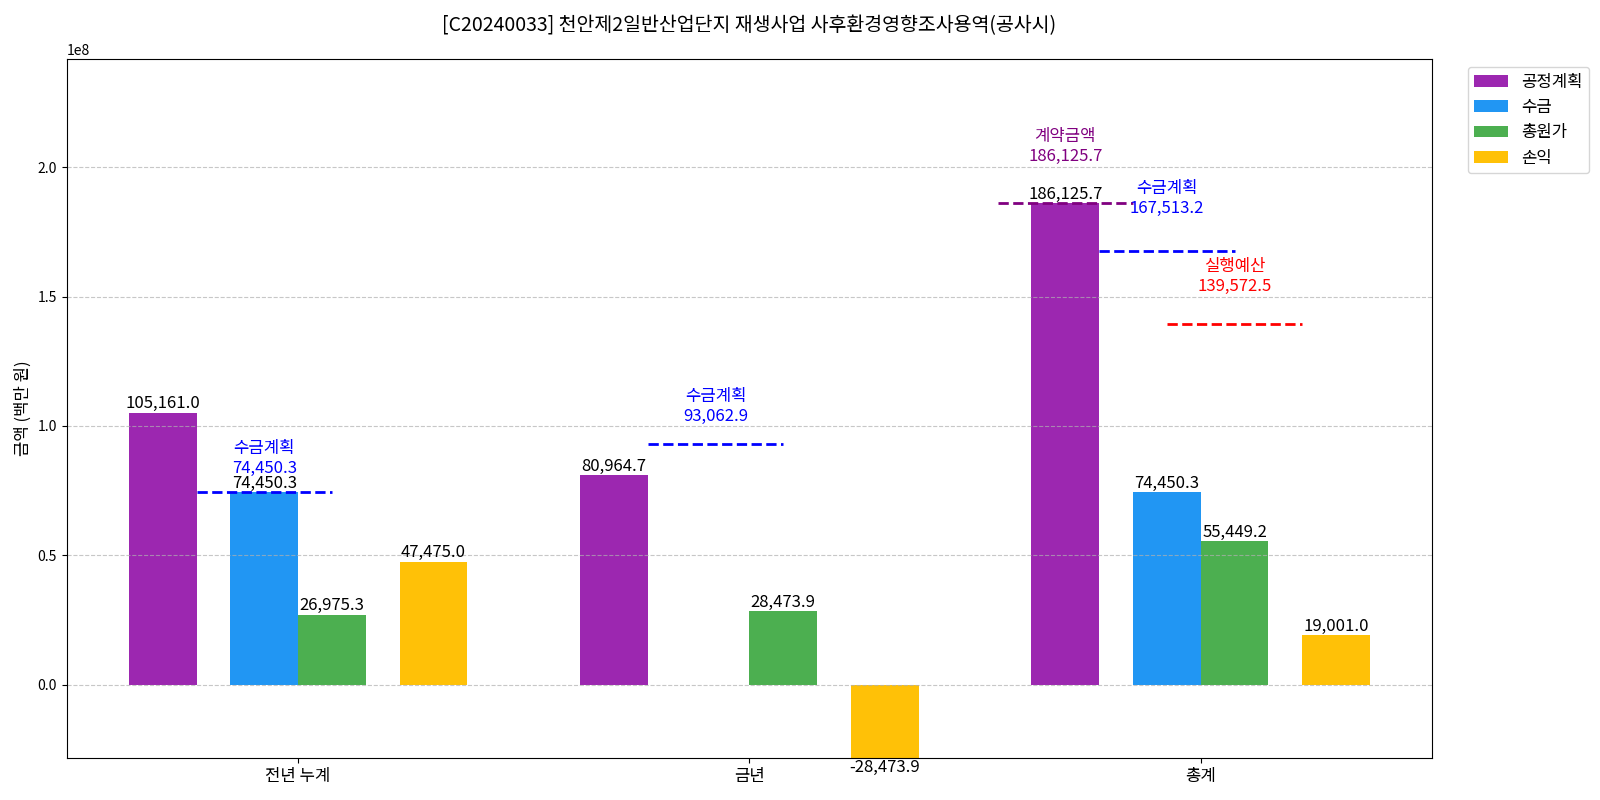 [C20240033] 천안제2일반산업단지 재생사업 사후환경영향조사용역(공사시)
1e8
공정계획
수금
총원가
손익
금액 (백만 원)
2.0
1.5
1.0
0.5
0.0
계약금액
186,125.7
186,125.7
수금계획
167,513.2
실행예산
139,572.5
105,161.0
수금계획
74,450.3
74,450.3
26,975.3
47,475.0
수금계획
93,062.9
80,964.7
28,473.9
-28,473.9
74,450.3
55,449.2
19,001.0
전년 누계
금년
총계